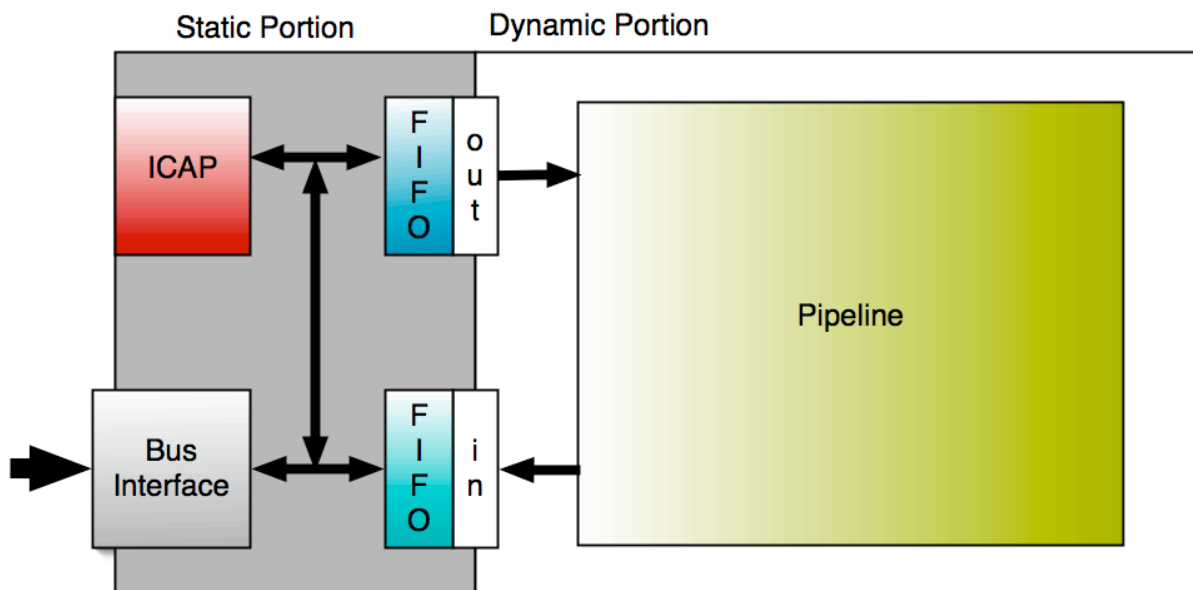 Static Portion
Dynamic Portion
ICAP
F
I
F
O
o
u
t
Pipeline
Bus
Interface
F
I
F
O
i
n